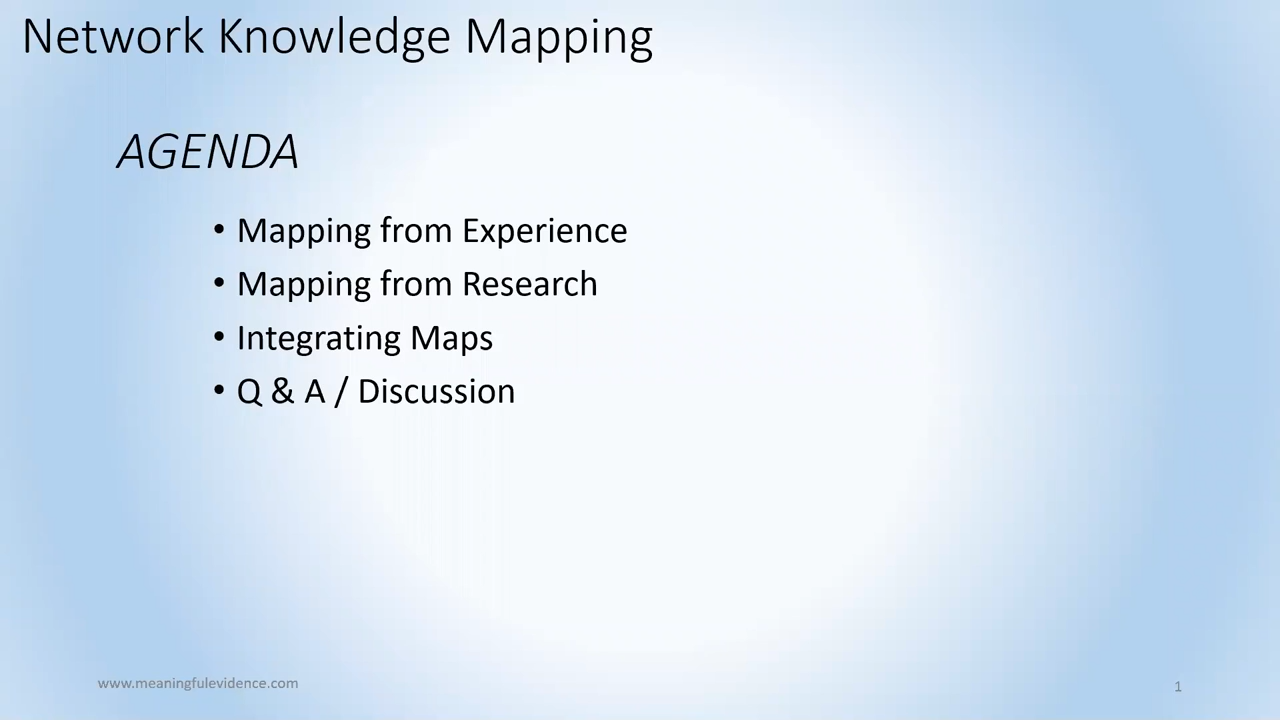 Network Knowledge Mapping
AGENDA
• Mapping from Experience
• Mapping from Research
• Integrating Maps
• Q & A / Discussion
www.meaningfulevidence.com
1